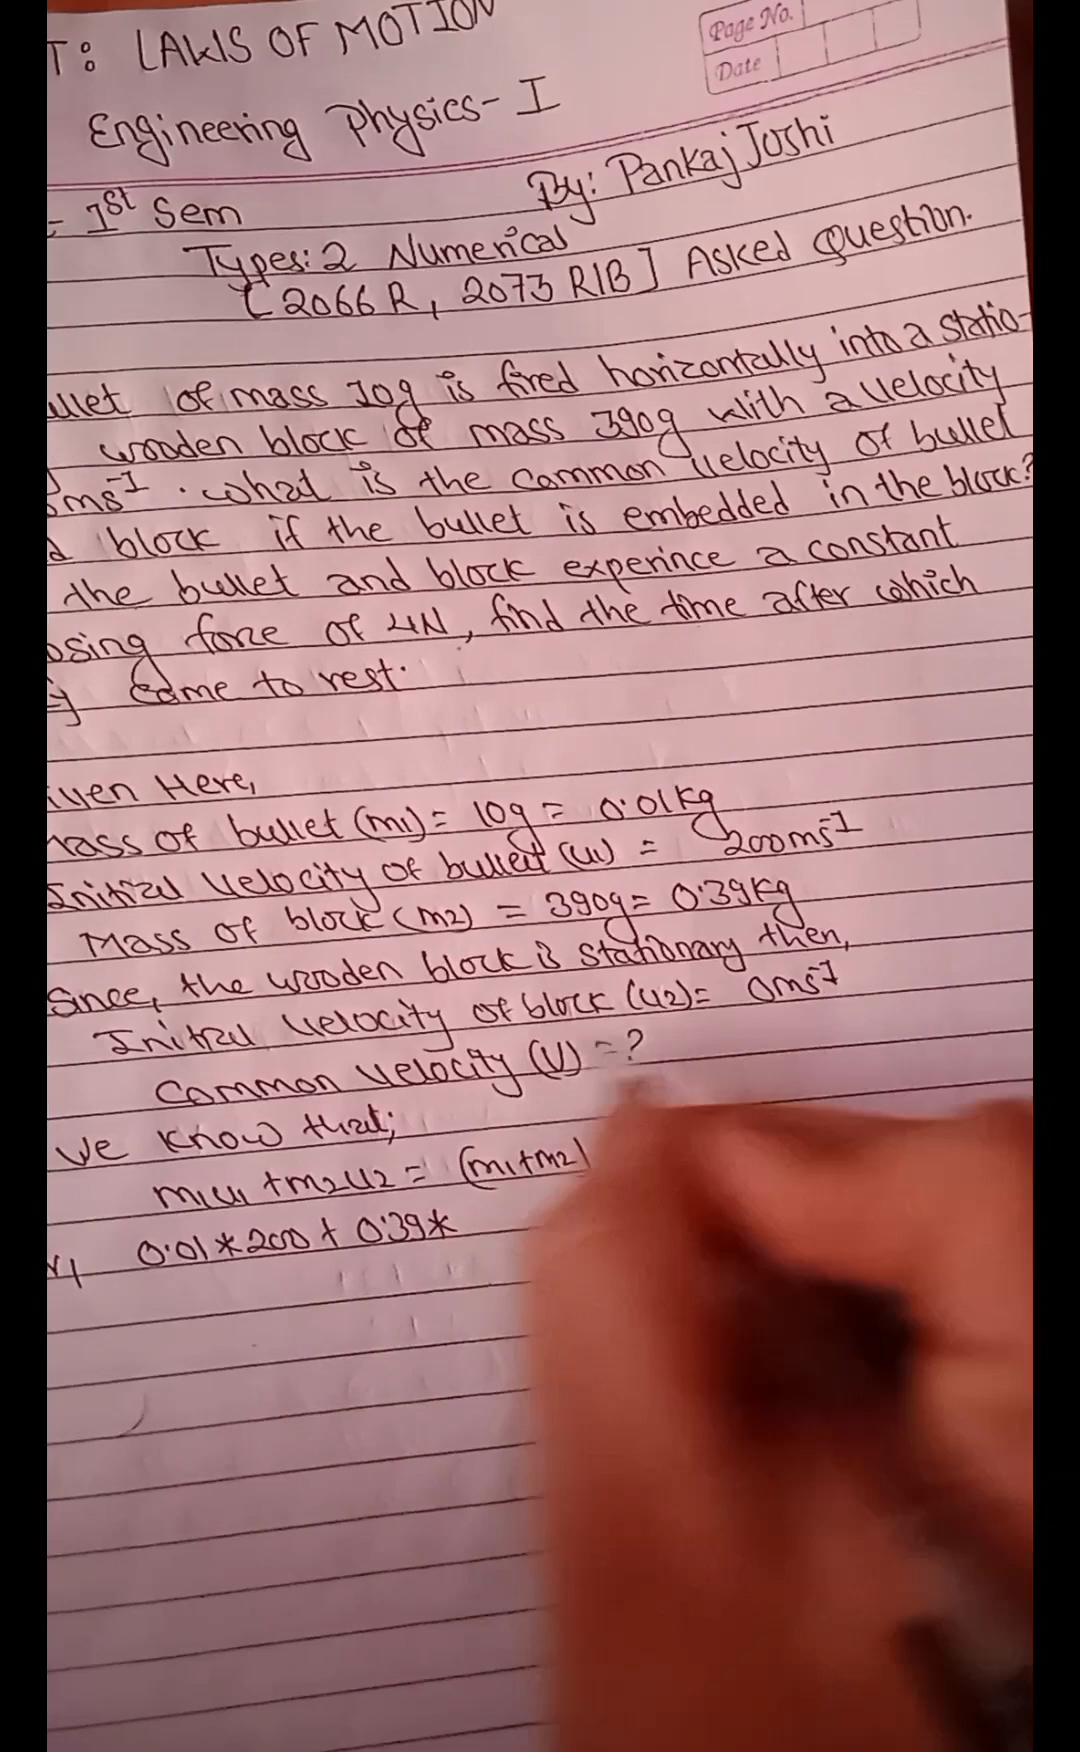 T: LAWS OF MOTION
Page No.
Date
Engineering Physics-I
By: Pankaj Joshi
= 1st Sem
Types: 2 Numerical
[2066 R, 2073 R/B] Asked Question.
ullet of mass 10g is fired horizontally into a statio-
wooden block of mass 390g with a velocity
ms⁻¹. what is the common velocity of bullet
d block if the bullet is embedded in the block?
the bullet and block experince a constant
osing force of 4N, find the time after which
y come to rest.
iven Here,
mass of bullet (m1) = 10g = 0.01kg
Initial velocity of bullet (u1) = 200ms⁻¹
Mass of block (m2) = 390g = 0.39kg
Since, the wooden block is stationary then,
Initial velocity of block (u2) = 0ms⁻¹
Common velocity (V) = ?
we know that;
m1u1 + m2u2 = (m1+m2)
0.01*200 + 0.39*